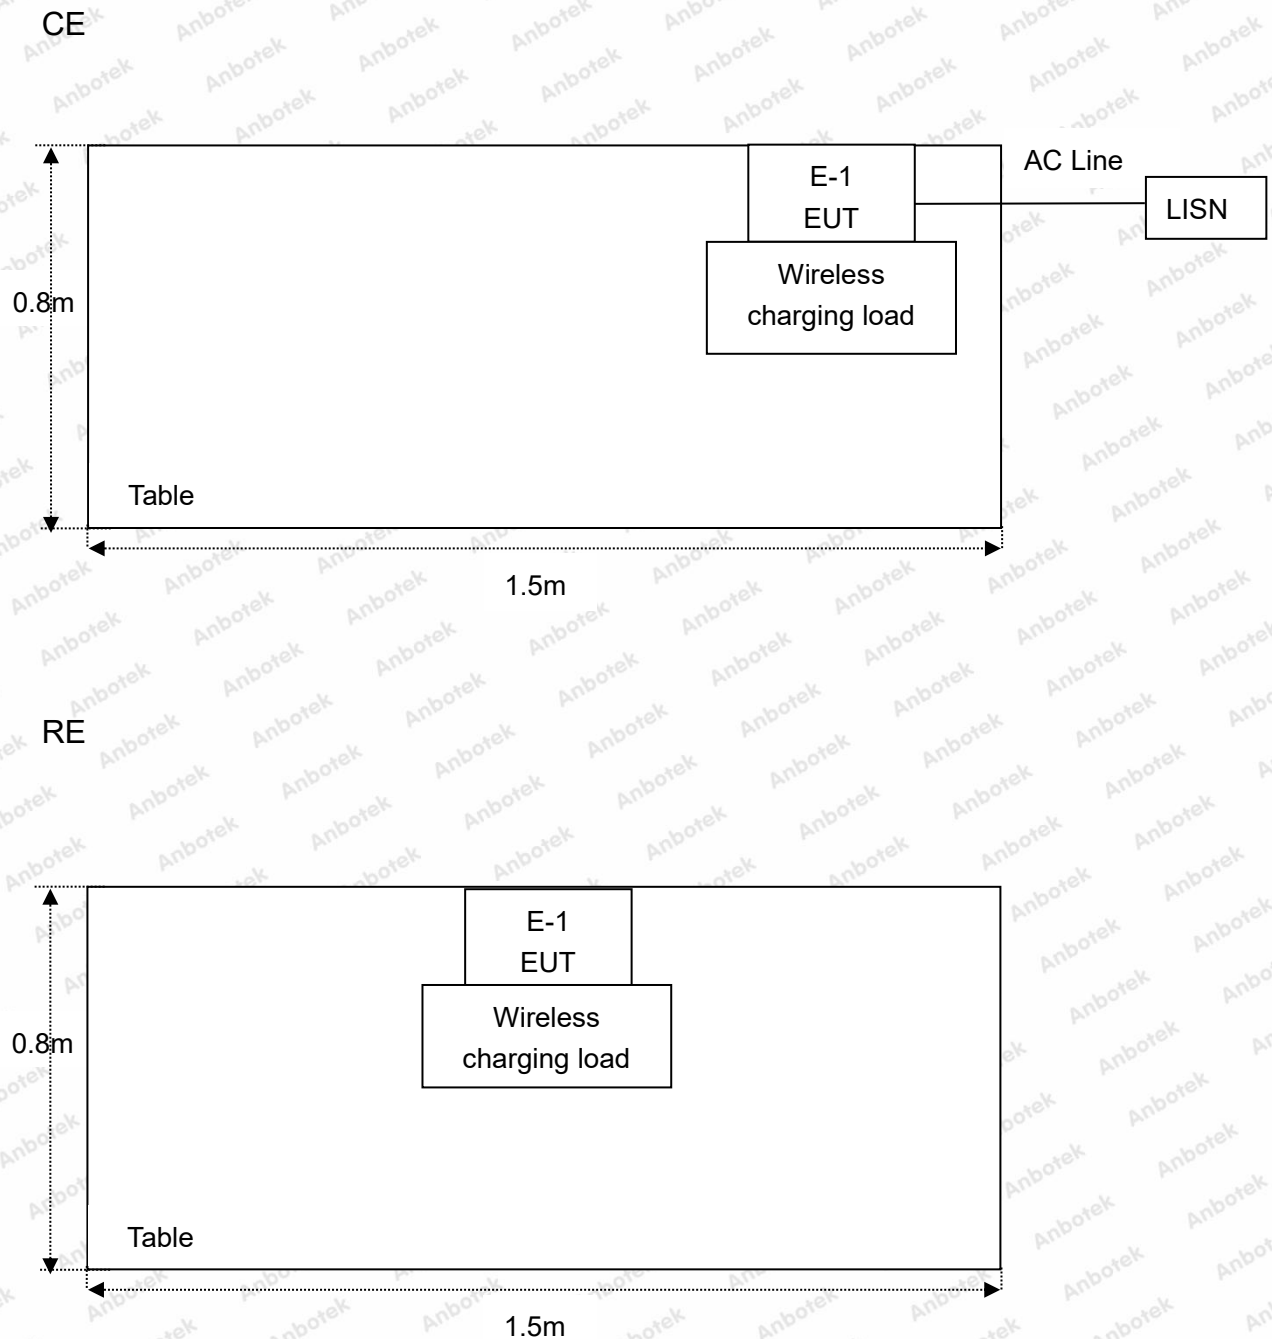 CE
E-1
EUT
AC Line
LISN
Wireless
charging load
0.8m
Table
1.5m
RE
E-1
EUT
Wireless
charging load
0.8m
Table
1.5m
Anbotek